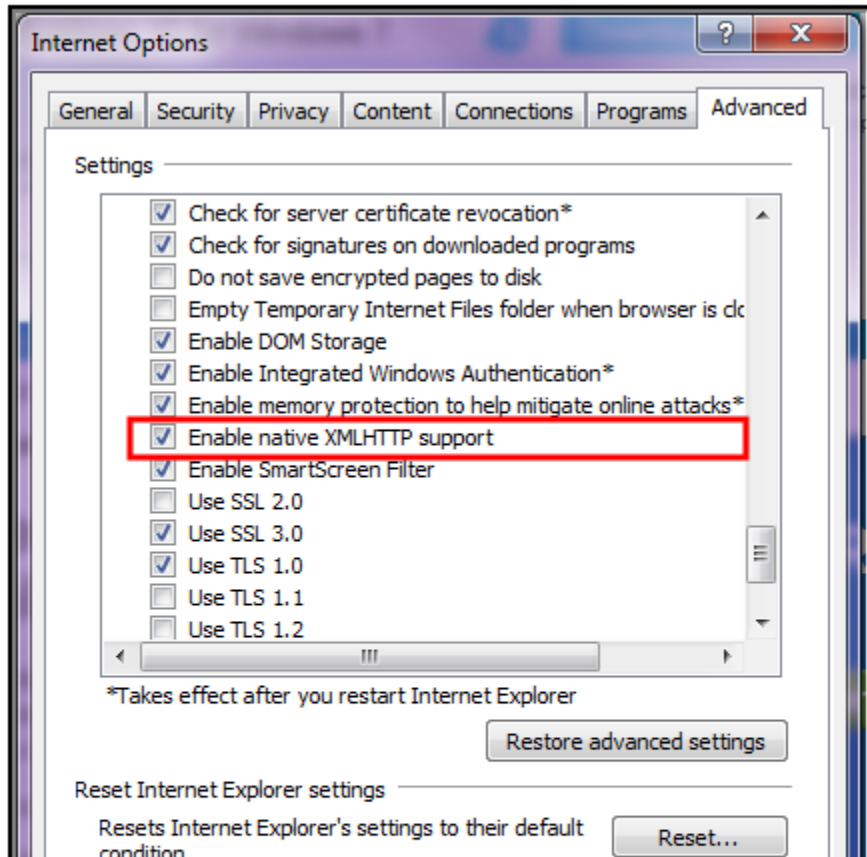 Internet Options
General Security Privacy Content Connections Programs Advanced
Settings
Check for server certificate revocation*
Check for signatures on downloaded programs
Do not save encrypted pages to disk
Empty Temporary Internet Files folder when browser is clc
Enable DOM Storage
Enable Integrated Windows Authentication*
Enable memory protection to help mitigate online attacks*
Enable native XMLHTTP support
Enable SmartScreen Filter
Use SSL 2.0
Use SSL 3.0
Use TLS 1.0
Use TLS 1.1
Use TLS 1.2
*Takes effect after you restart Internet Explorer
Restore advanced settings
Reset Internet Explorer settings
Resets Internet Explorer's settings to their default
condition
Reset...